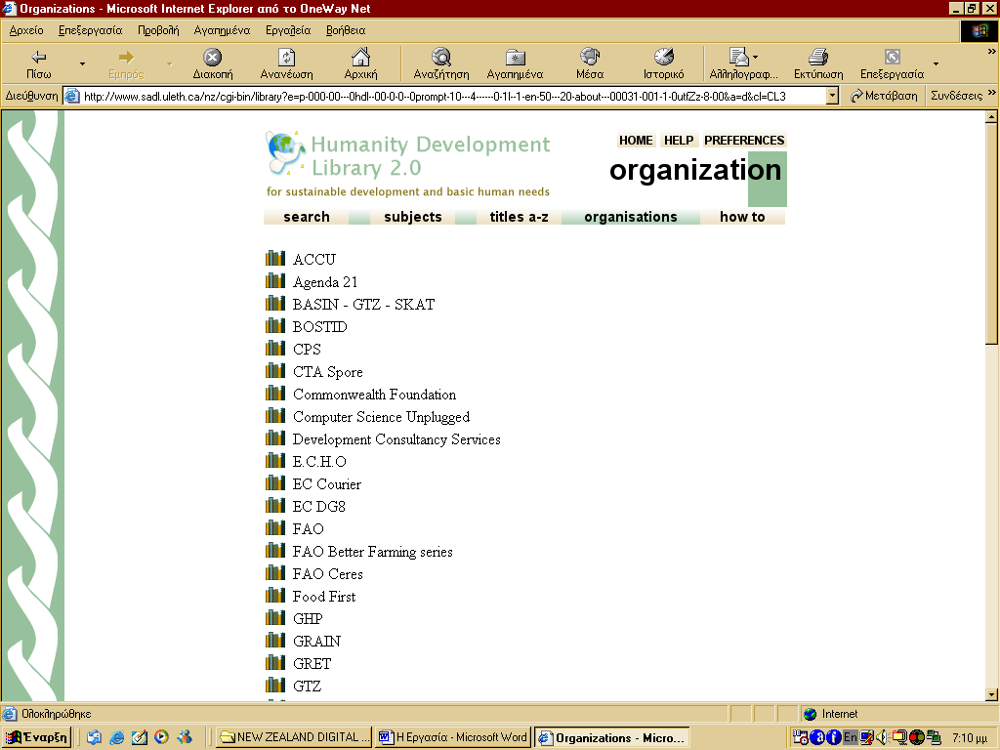 Organizations - Microsoft Internet Explorer από το OneWay Net
Αρχείο Επεξεργασία Προβολή Αγαπημένα Εργαλεία Βοήθεια
Πίσω Εμπρός Διακοπή Ανανέωση Αρχική Αναζήτηση Αγαπημένα Μέσα Ιστορικό Αλληλογραφ... Εκτύπωση Επεξεργασία »
Διεύθυνση http://www.sadl.uleth.ca/nz/cgi-bin/library?e=p-000-00---0hdl--00-0-0--0prompt-10---4------0-1l--1-en-50---20-about---00031-001-1-0utfZz-8-00&a=d&cl=CL3 Μετάβαση Συνδέσεις »
HOME HELP PREFERENCES
Humanity Development
Library 2.0
for sustainable development and basic human needs
organization
search subjects titles a-z organisations how to
ACCU
Agenda 21
BASIN - GTZ - SKAT
BOSTID
CPS
CTA Spore
Commonwealth Foundation
Computer Science Unplugged
Development Consultancy Services
E.C.H.O
EC Courier
EC DG8
FAO
FAO Better Farming series
FAO Ceres
Food First
GHP
GRAIN
GRET
GTZ
Ολοκληρώθηκε Internet
Έναρξη NEW ZEALAND DIGITAL ... Η Εργασία - Microsoft Word Organizations - Micro... En 7:10 μμ